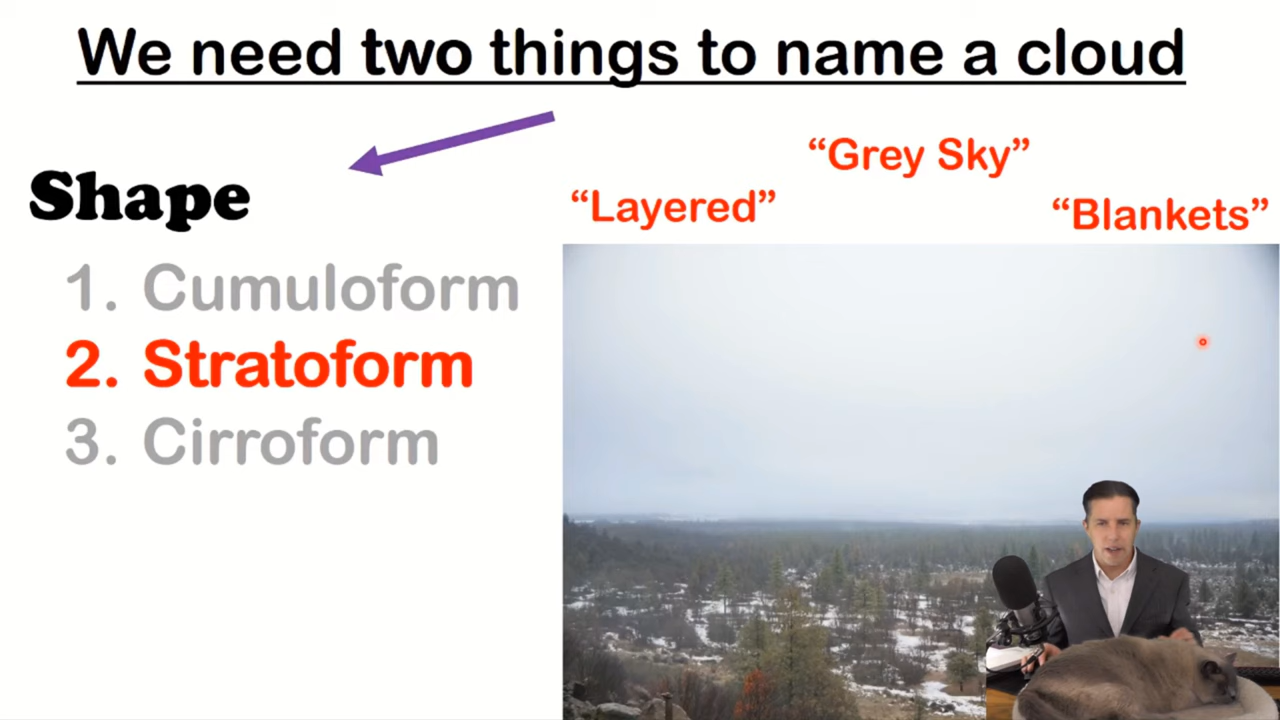 We need two things to name a cloud
“Grey Sky”
“Layered”
“Blankets”
Shape
1. Cumuloform
2. Stratoform
3. Cirroform